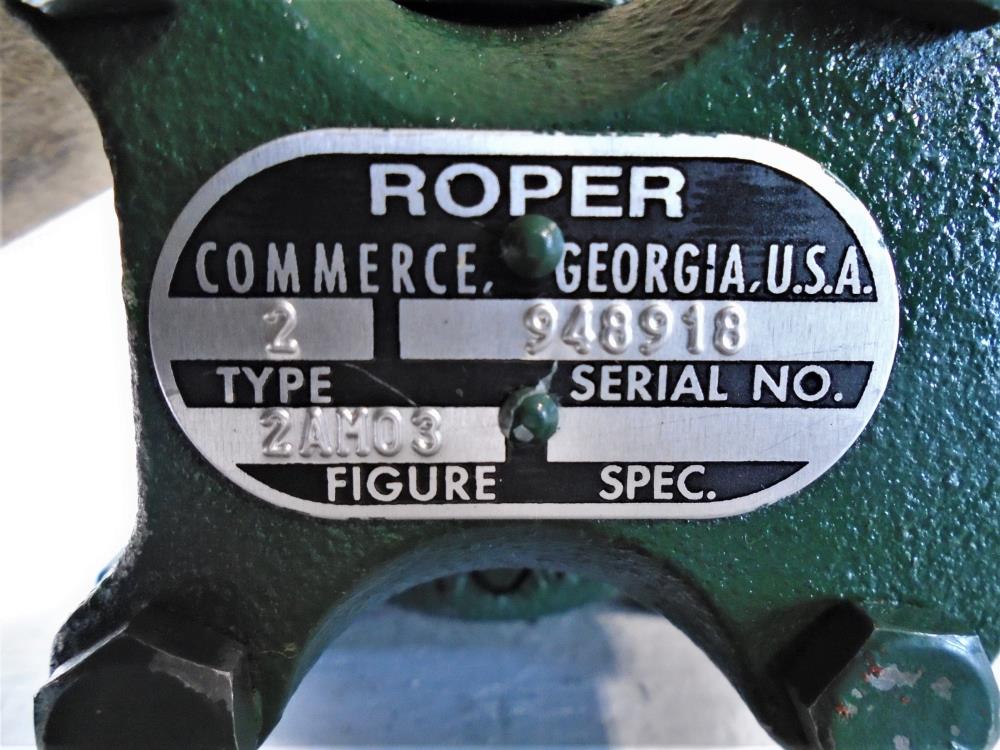 ROPER
COMMERCE, GEORGIA, U.S.A.
2 948918
TYPE SERIAL NO.
2AM03
FIGURE SPEC.